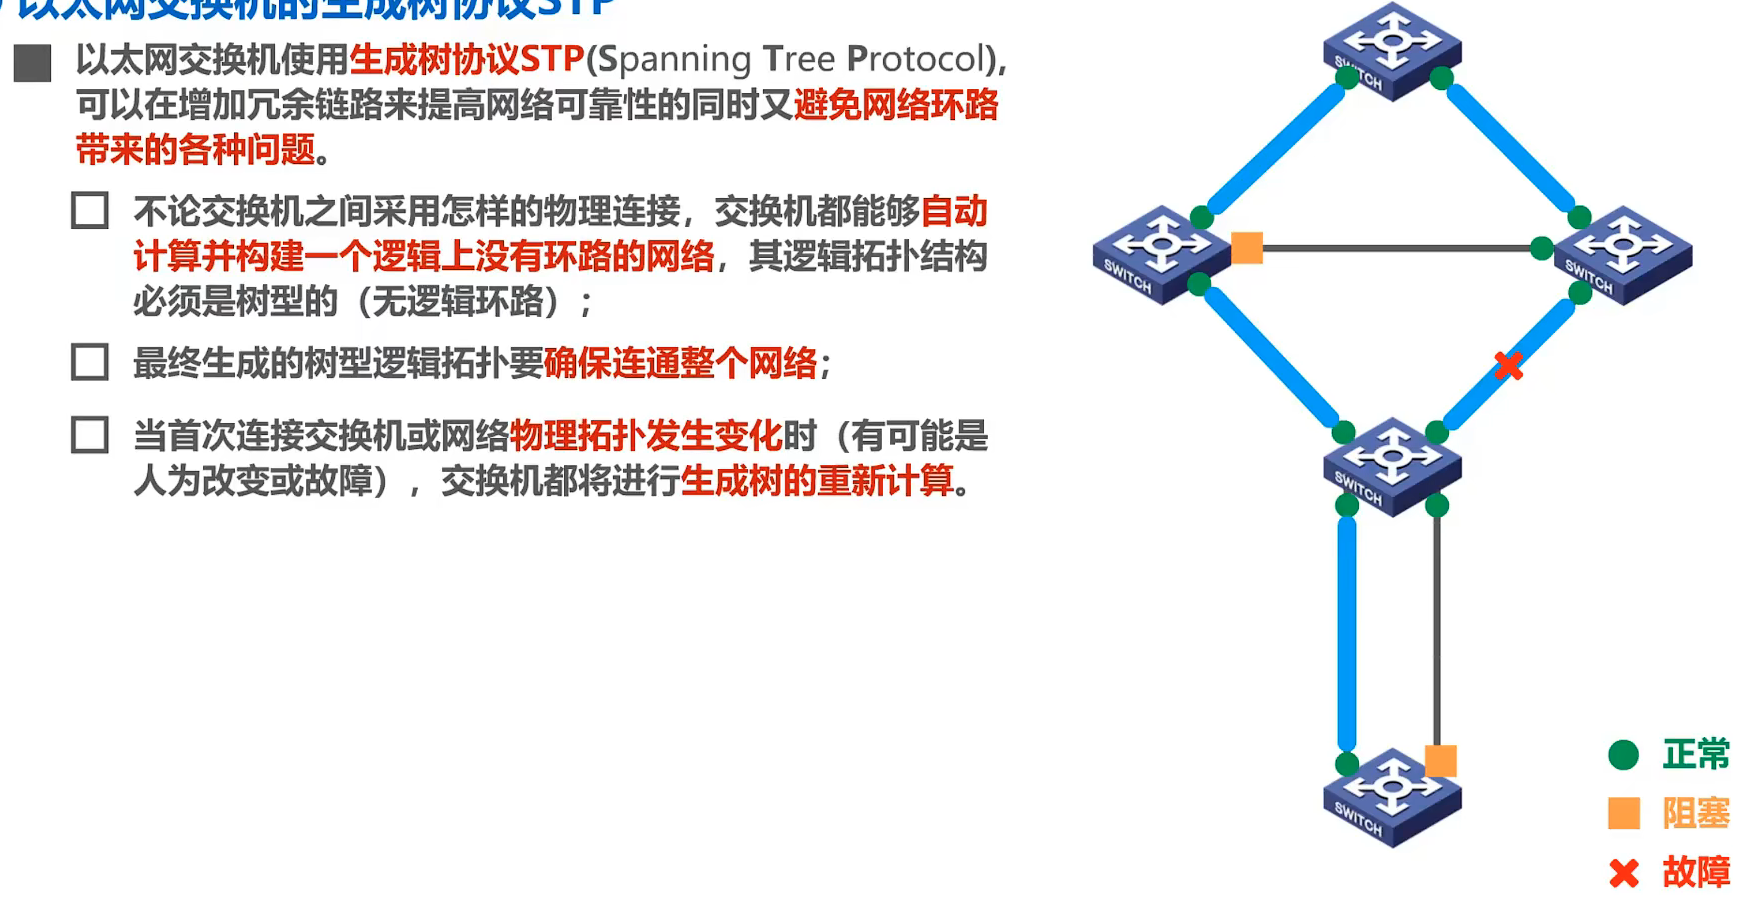 以太网交换机的生成树协议STP
以太网交换机使用生成树协议STP(Spanning Tree Protocol),
可以在增加冗余链路来提高网络可靠性的同时又避免网络环路
带来的各种问题。
不论交换机之间采用怎样的物理连接，交换机都能够自动
计算并构建一个逻辑上没有环路的网络，其逻辑拓扑结构
必须是树型的（无逻辑环路）；
最终生成的树型逻辑拓扑要确保连通整个网络；
当首次连接交换机或网络物理拓扑发生变化时（有可能是
人为改变或故障），交换机都将进行生成树的重新计算。
SWITCH
SWITCH
SWITCH
SWITCH
SWITCH
正常
阻塞
故障